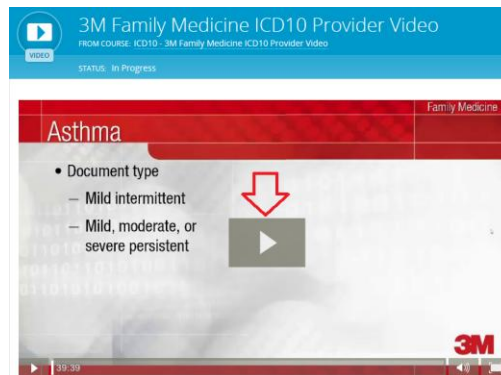 3M Family Medicine ICD10 Provider Video
FROM COURSE: ICD10 - 3M Family Medicine ICD10 Provider Video
VIDEO
STATUS: In Progress
Family Medicine
Asthma
• Document type
– Mild intermittent
– Mild, moderate, or
severe persistent
3M
39:39